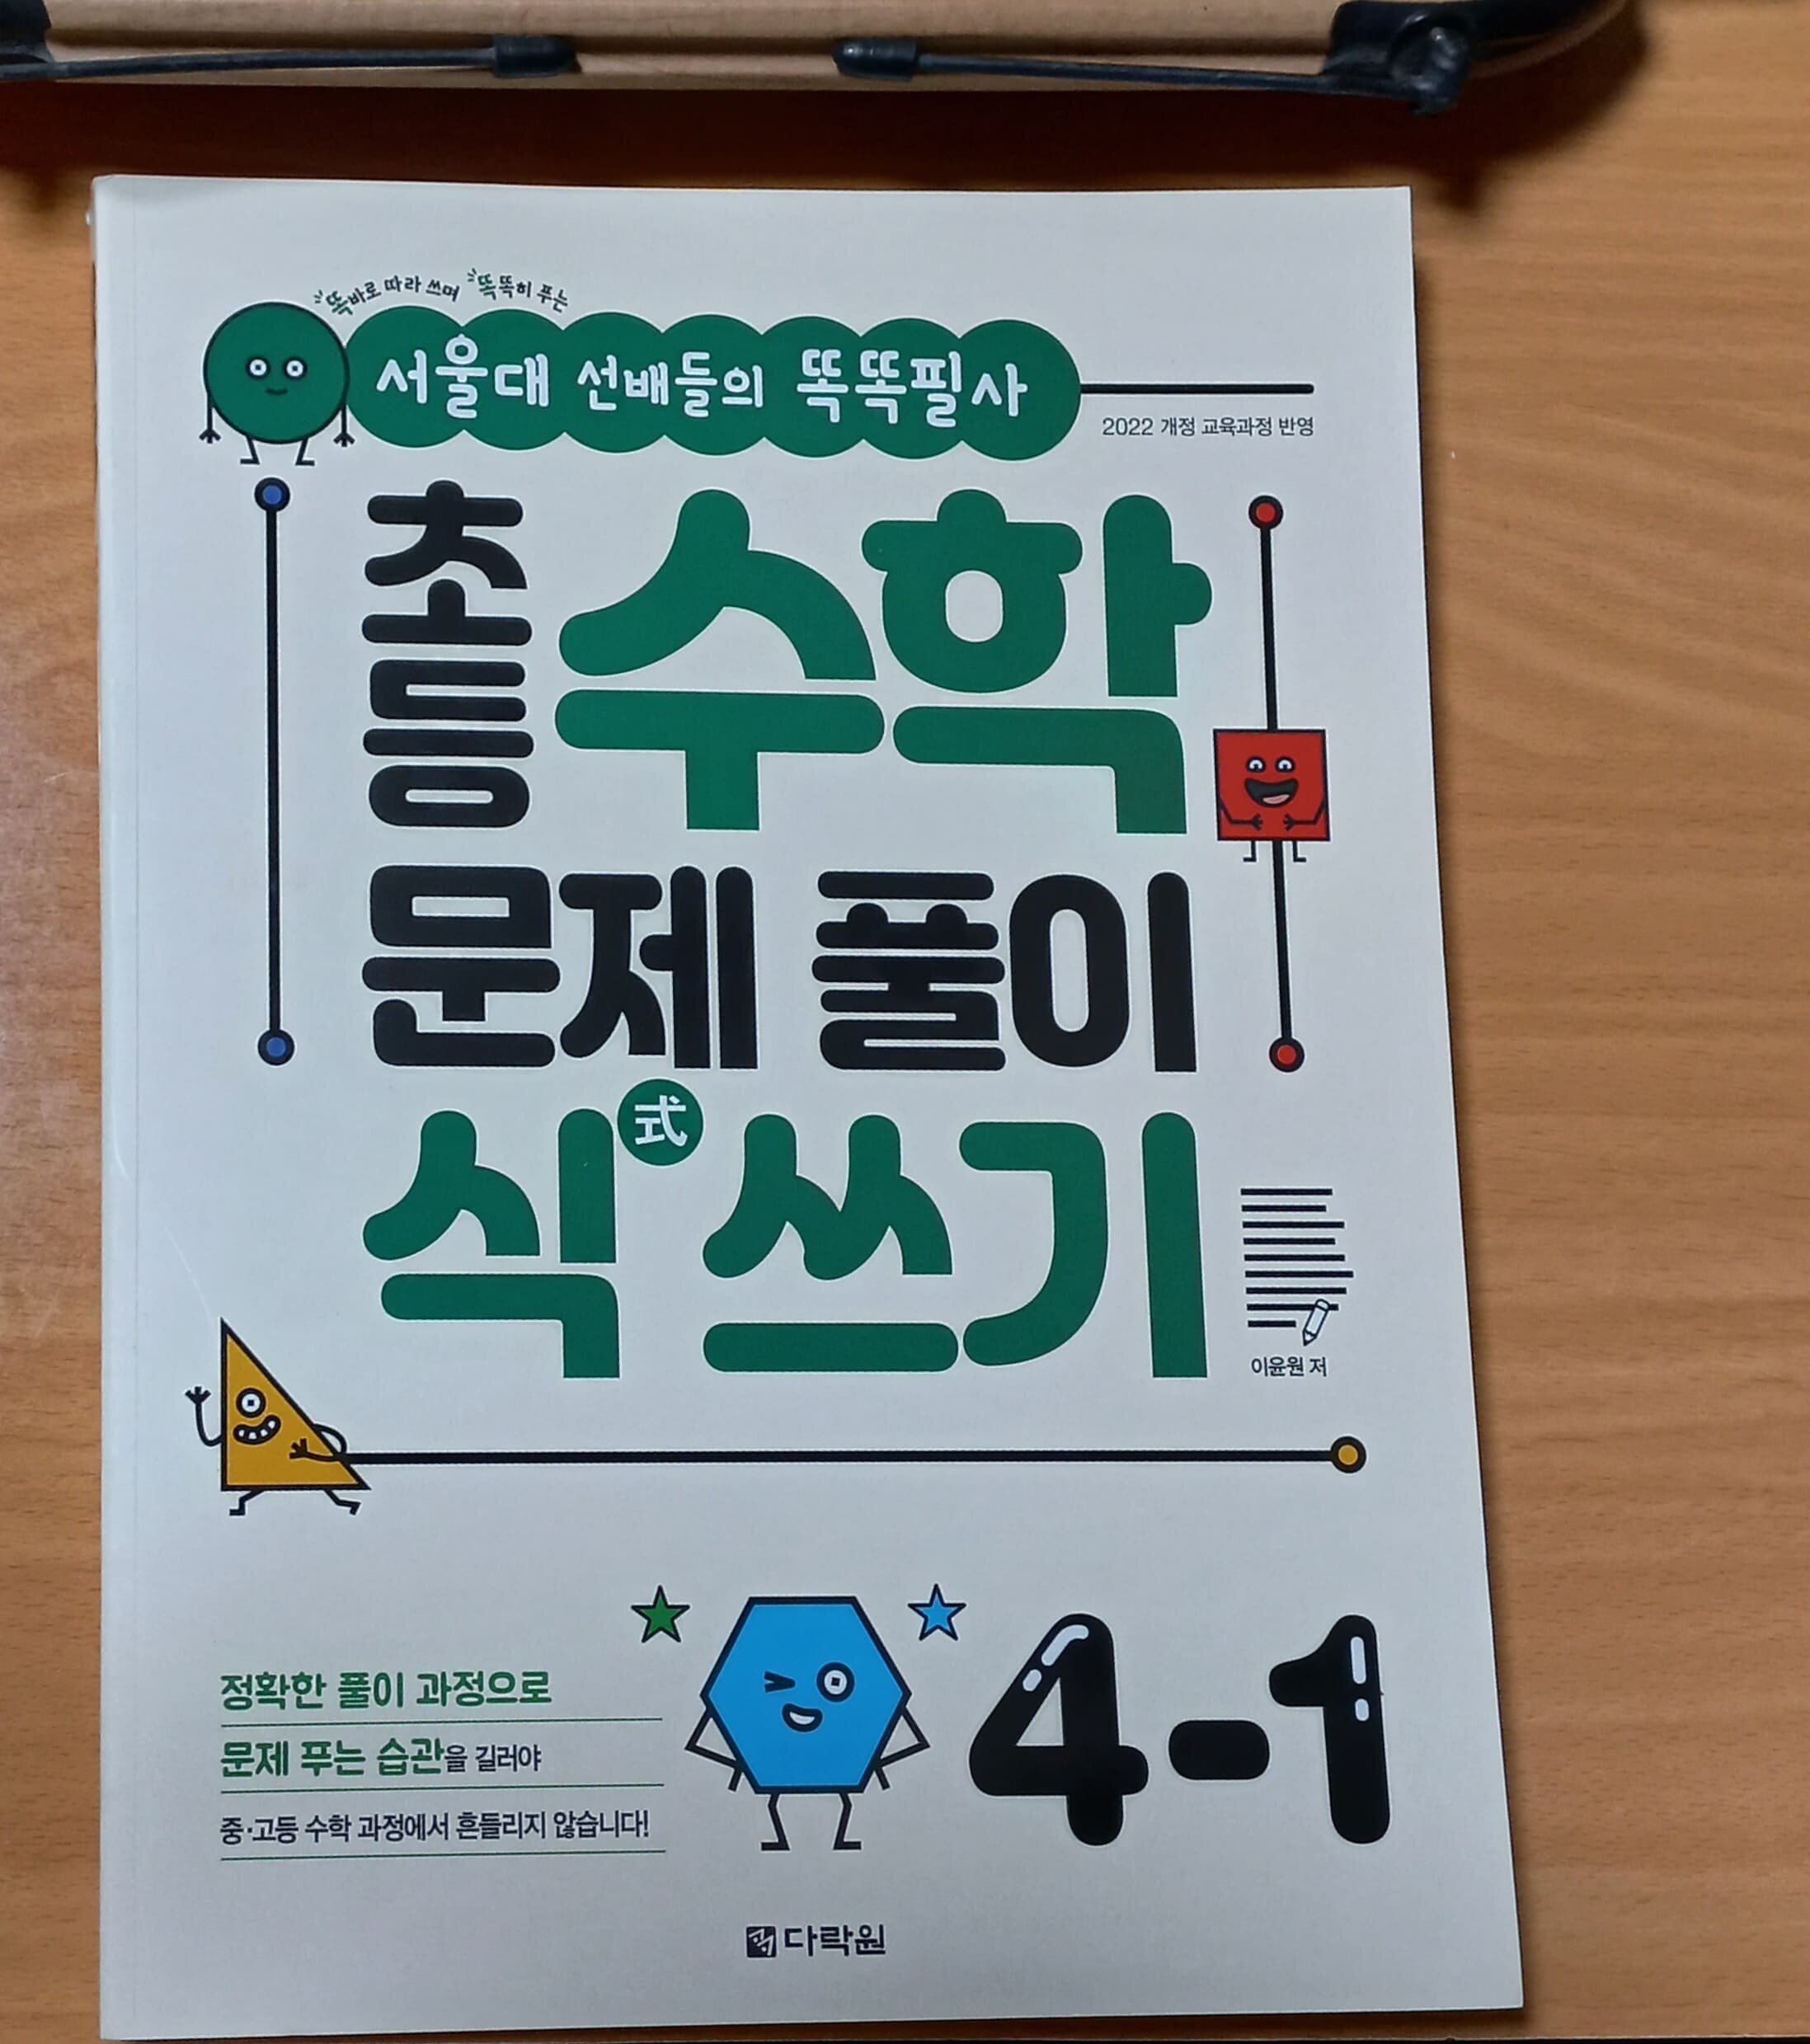 똑바로 따라 쓰며 똑똑히 푸는
서울대 선배들의 똑똑필사
2022 개정 교육과정 반영
초등 수학
문제 풀이
식 式 쓰기
이윤원 저
정확한 풀이 과정으로
문제 푸는 습관을 길러야
중·고등 수학 과정에서 흔들리지 않습니다!
4-1
다락원